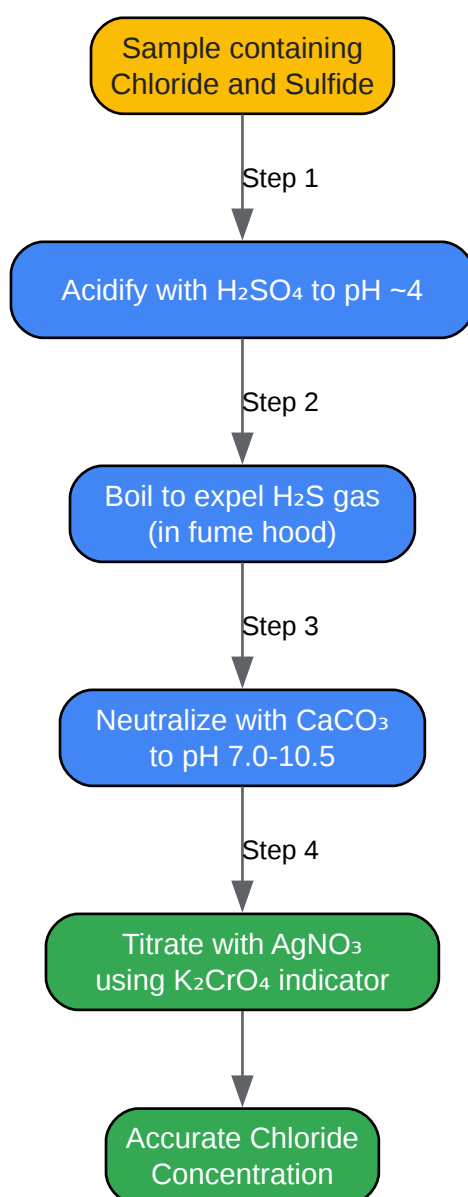 Sample containing
Chloride and Sulfide
Step 1
Acidify with H₂SO₄ to pH ~4
Step 2
Boil to expel H₂S gas
(in fume hood)
Step 3
Neutralize with CaCO₃
to pH 7.0-10.5
Step 4
Titrate with AgNO₃
using K₂CrO₄ indicator
Accurate Chloride
Concentration